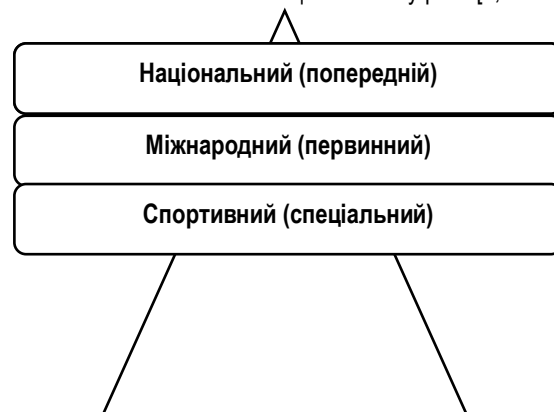 Національний (попередній)
Міжнародний (первинний)
Спортивний (спеціальний)